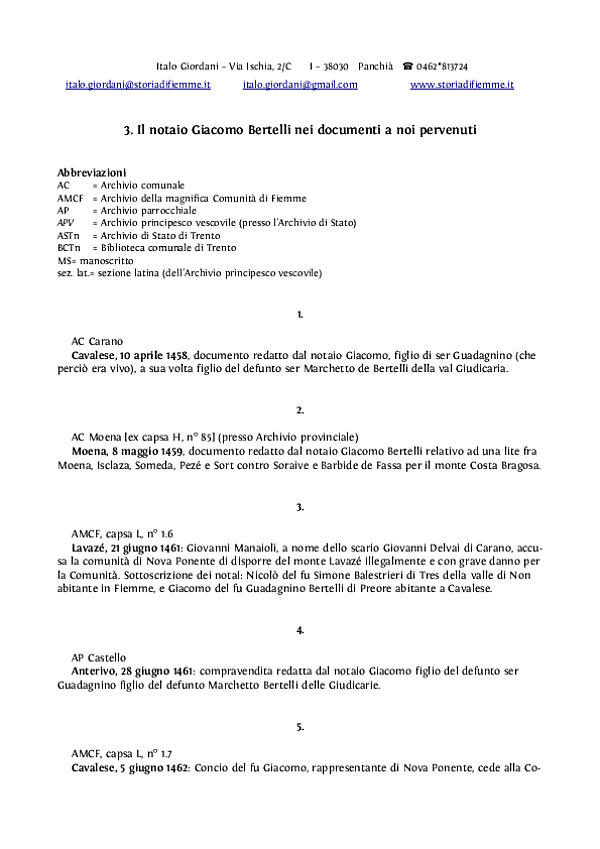 Italo Giordani – Via Ischia, 2/C I – 38030 Panchià ☎ 0462*813724
italo.giordani@storiadifiemme.it italo.giordani@gmail.com www.storiadifiemme.it
3. Il notaio Giacomo Bertelli nei documenti a noi pervenuti
Abbreviazioni
AC = Archivio comunale
AMCF = Archivio della magnifica Comunità di Fiemme
AP = Archivio parrocchiale
APV = Archivio principesco vescovile (presso l'Archivio di Stato)
ASTn = Archivio di Stato di Trento
BCTn = Biblioteca comunale di Trento
MS= manoscritto
sez. lat.= sezione latina (dell'Archivio principesco vescovile)
1.
AC Carano
Cavalese, 10 aprile 1458, documento redatto dal notaio Giacomo, figlio di ser Guadagnino (che
perciò era vivo), a sua volta figlio del defunto ser Marchetto de Bertelli della val Giudicaria.
2.
AC Moena [ex capsa H, n° 85] (presso Archivio provinciale)
Moena, 8 maggio 1459, documento redatto dal notaio Giacomo Bertelli relativo ad una lite fra
Moena, Isclaza, Someda, Pezé e Sort contro Soraive e Barbide de Fassa per il monte Costa Bragosa.
3.
AMCF, capsa L, n° 1.6
Lavazé, 21 giugno 1461: Giovanni Manaioli, a nome dello scario Giovanni Delvai di Carano, accu-
sa la comunità di Nova Ponente di disporre del monte Lavazé illegalmente e con grave danno per
la Comunità. Sottoscrizione dei notai: Nicolò del fu Simone Balestrieri di Tres della valle di Non
abitante in Fiemme, e Giacomo del fu Guadagnino Bertelli di Preore abitante a Cavalese.
4.
AP Castello
Anterivo, 28 giugno 1461: compravendita redatta dal notaio Giacomo figlio del defunto ser
Guadagnino figlio del defunto Marchetto Bertelli delle Giudicarie.
5.
AMCF, capsa L, n° 1.7
Cavalese, 5 giugno 1462: Concio del fu Giacomo, rappresentante di Nova Ponente, cede alla Co-